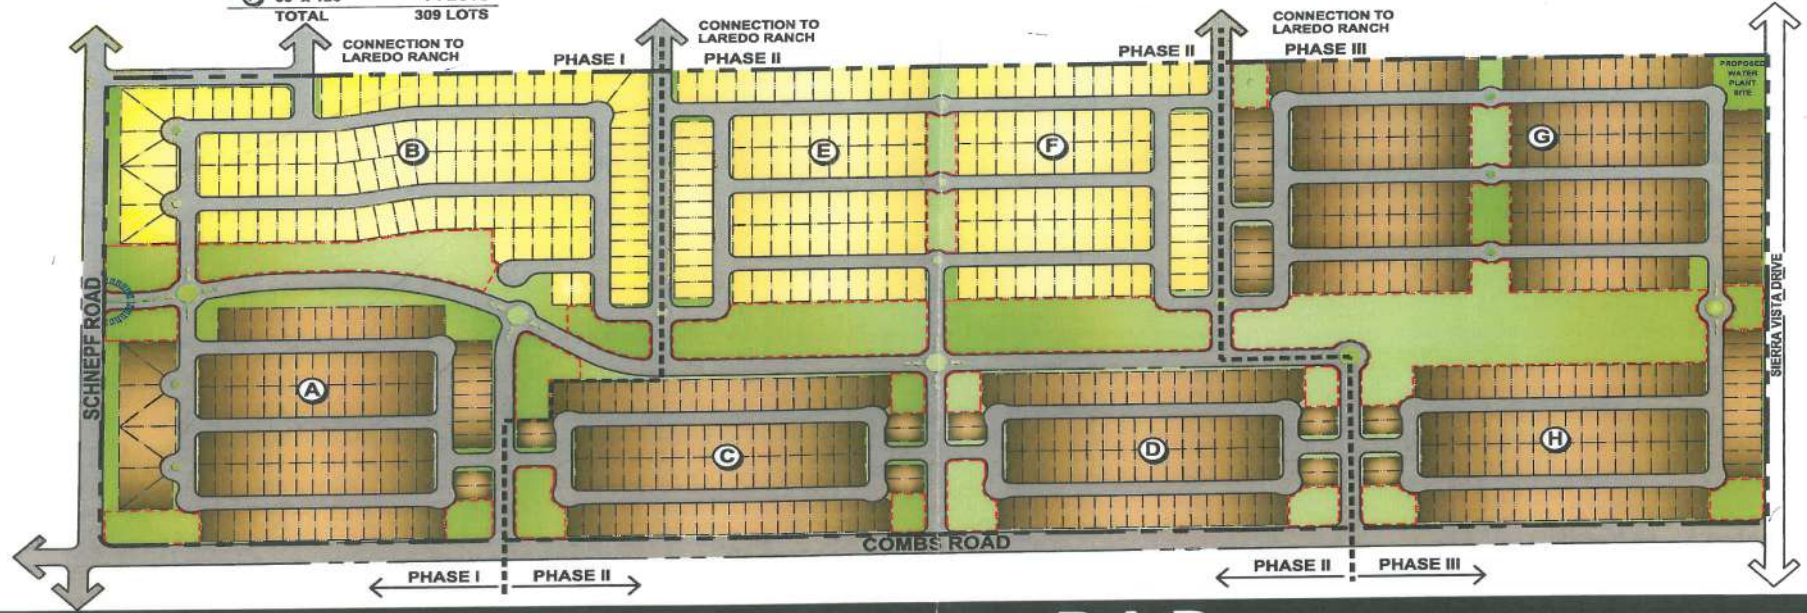 TOTAL 309 LOTS
CONNECTION TO
LAREDO RANCH
PHASE I
PHASE II
CONNECTION TO
LAREDO RANCH
PHASE II
PHASE III
CONNECTION TO
LAREDO RANCH
PROPOSED
WATER
PLANT
SITE
B
E
F
G
SCHNEPF ROAD
SIERRA VISTA DRIVE
A
C
D
H
COMBS ROAD
PHASE I
PHASE II
PHASE II
PHASE III